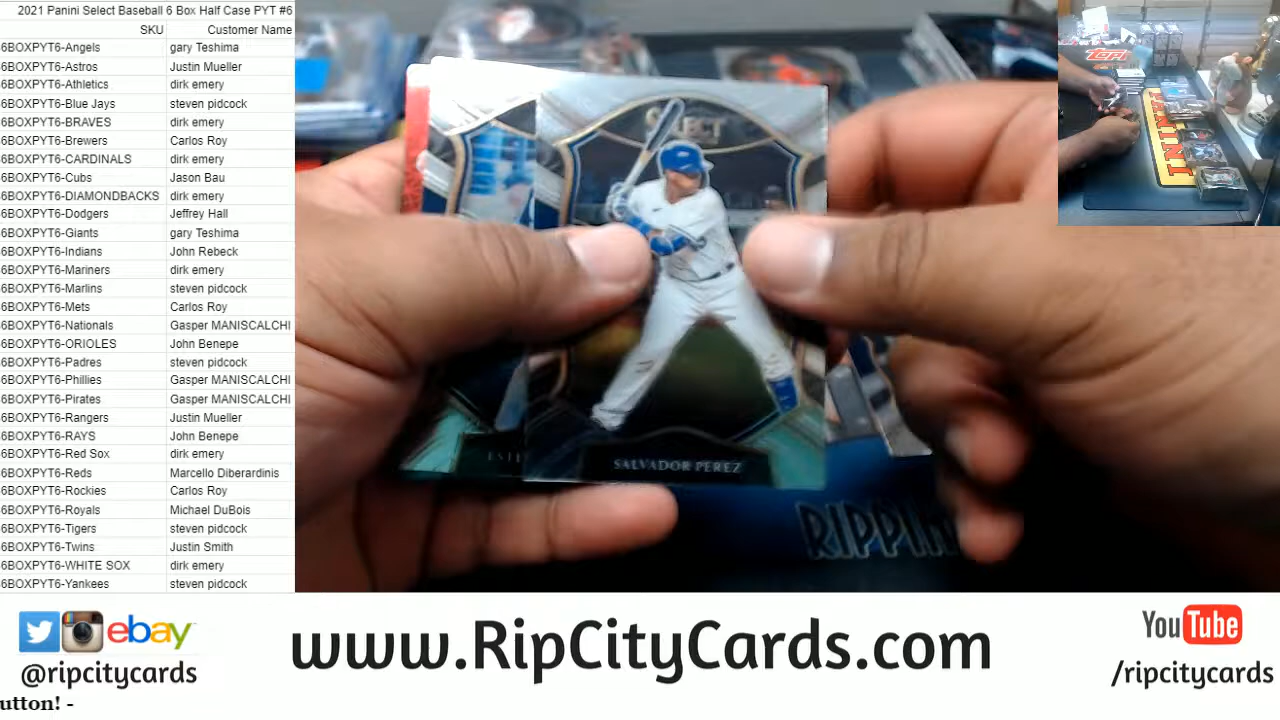 2021 Panini Select Baseball 6 Box Half Case PYT #6
SKU Customer Name
6BOXPYT6-Angels gary Teshima
6BOXPYT6-Astros Justin Mueller
6BOXPYT6-Athletics dirk emery
6BOXPYT6-Blue Jays steven pidcock
6BOXPYT6-BRAVES dirk emery
6BOXPYT6-Brewers Carlos Roy
6BOXPYT6-CARDINALS dirk emery
6BOXPYT6-Cubs Jason Bau
6BOXPYT6-DIAMONDBACKS dirk emery
6BOXPYT6-Dodgers Jeffrey Hall
6BOXPYT6-Giants gary Teshima
6BOXPYT6-Indians John Rebeck
6BOXPYT6-Mariners dirk emery
6BOXPYT6-Marlins steven pidcock
6BOXPYT6-Mets Carlos Roy
6BOXPYT6-Nationals Gasper MANISCALCHI
6BOXPYT6-ORIOLES John Benepe
6BOXPYT6-Padres steven pidcock
6BOXPYT6-Phillies Gasper MANISCALCHI
6BOXPYT6-Pirates Gasper MANISCALCHI
6BOXPYT6-Rangers Justin Mueller
6BOXPYT6-RAYS John Benepe
6BOXPYT6-Red Sox dirk emery
6BOXPYT6-Reds Marcello Diberardinis
6BOXPYT6-Rockies Carlos Roy
6BOXPYT6-Royals Michael DuBois
6BOXPYT6-Tigers steven pidcock
6BOXPYT6-Twins Justin Smith
6BOXPYT6-WHITE SOX dirk emery
6BOXPYT6-Yankees steven pidcock
SELECT
SALVADOR PEREZ
RIPPIN
topps
PANINI
ebay
@ripcitycards
www.RipCityCards.com
YouTube
/ripcitycards
utton! -